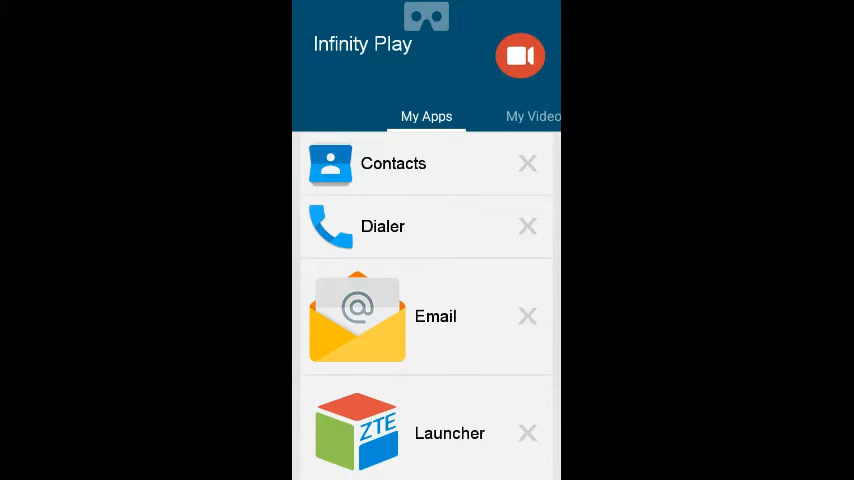 Infinity Play
My Apps
My Video
Contacts
Dialer
@
Email
ZTE
Launcher